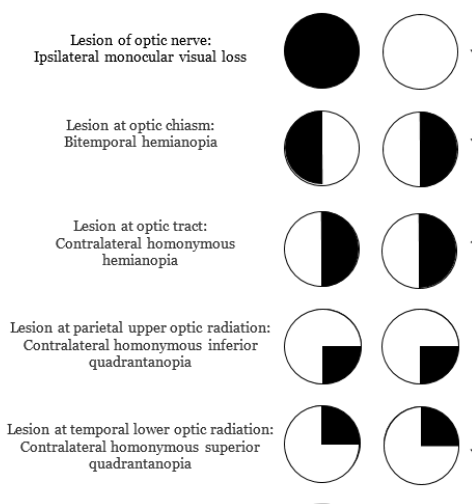 Lesion of optic nerve:
Ipsilateral monocular visual loss
Lesion at optic chiasm:
Bitemporal hemianopia
Lesion at optic tract:
Contralateral homonymous
hemianopia
Lesion at parietal upper optic radiation:
Contralateral homonymous inferior
quadrantanopia
Lesion at temporal lower optic radiation:
Contralateral homonymous superior
quadrantanopia